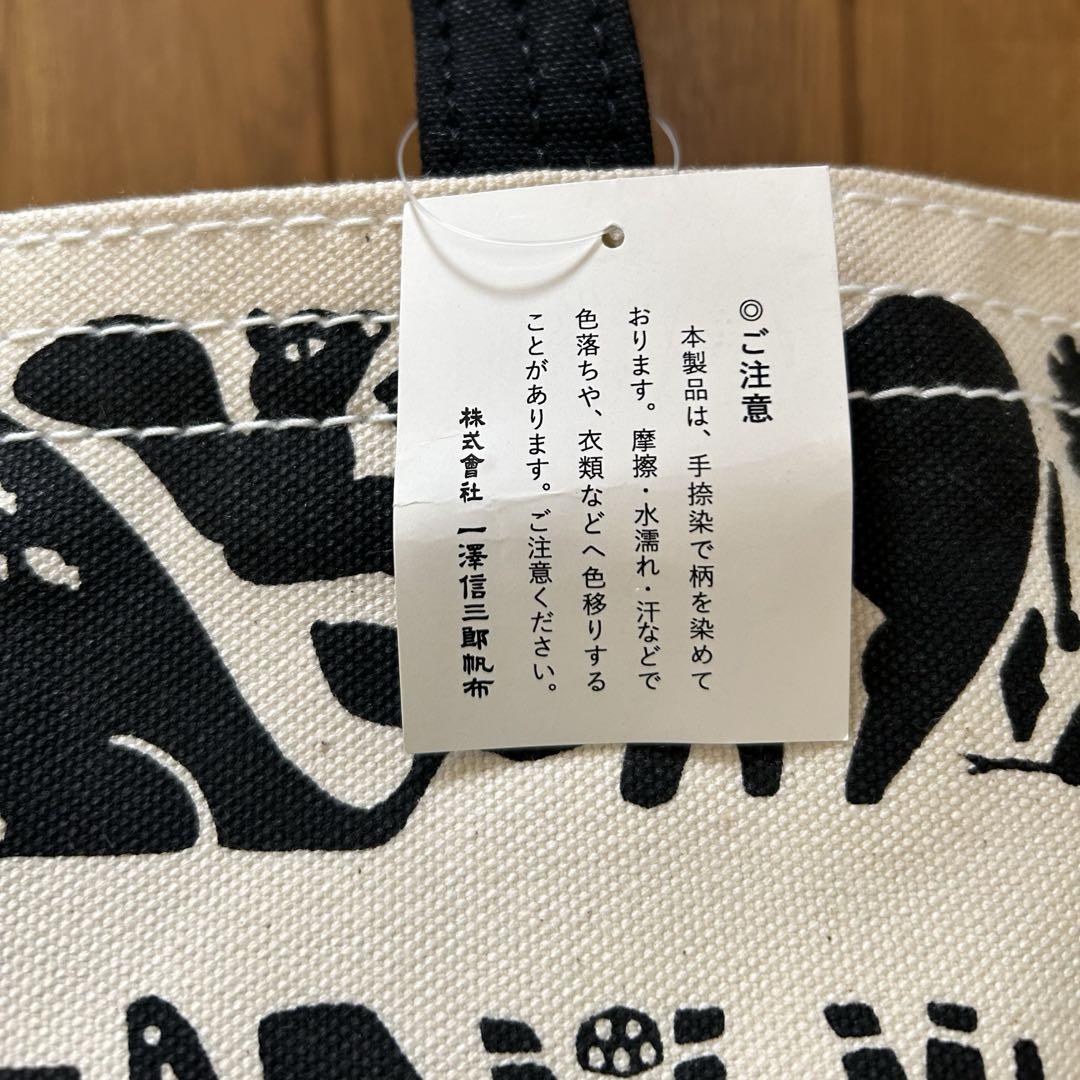 ◎ご注意
本製品は、手捺染で柄を染めて
おります。摩擦・水濡れ・汗などで
色落ちや、衣類などへ色移りする
ことがあります。ご注意ください。
株式會社 一澤信三郎帆布